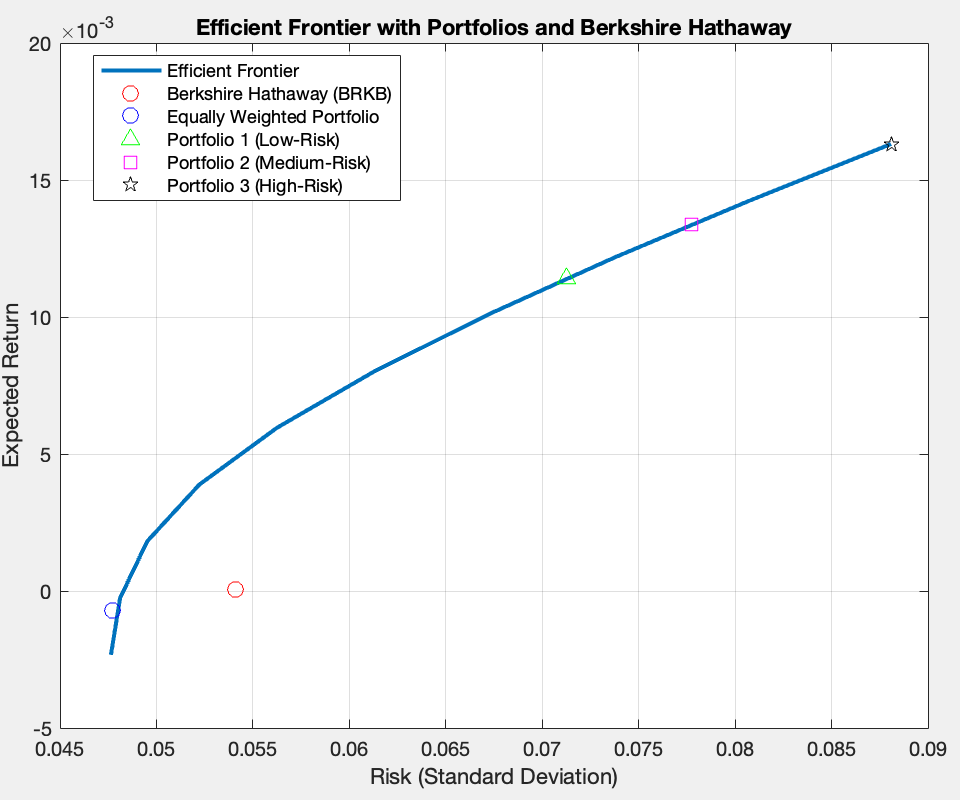 Efficient Frontier with Portfolios and Berkshire Hathaway
×10⁻³
20
15
10
5
0
-5
Expected Return
Efficient Frontier
Berkshire Hathaway (BRKB)
Equally Weighted Portfolio
Portfolio 1 (Low-Risk)
Portfolio 2 (Medium-Risk)
Portfolio 3 (High-Risk)
0.045 0.05 0.055 0.06 0.065 0.07 0.075 0.08 0.085 0.09
Risk (Standard Deviation)